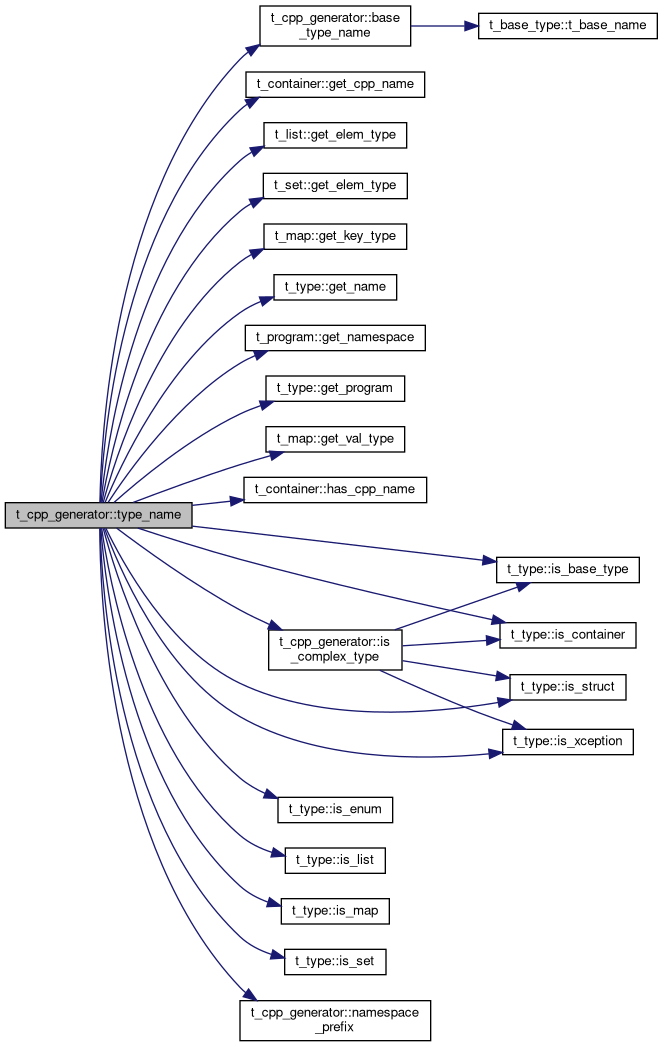 t_cpp_generator::base
_type_name
t_base_type::t_base_name
t_container::get_cpp_name
t_list::get_elem_type
t_set::get_elem_type
t_map::get_key_type
t_type::get_name
t_program::get_namespace
t_type::get_program
t_map::get_val_type
t_container::has_cpp_name
t_cpp_generator::type_name
t_type::is_base_type
t_cpp_generator::is
_complex_type
t_type::is_container
t_type::is_struct
t_type::is_xception
t_type::is_enum
t_type::is_list
t_type::is_map
t_type::is_set
t_cpp_generator::namespace
_prefix